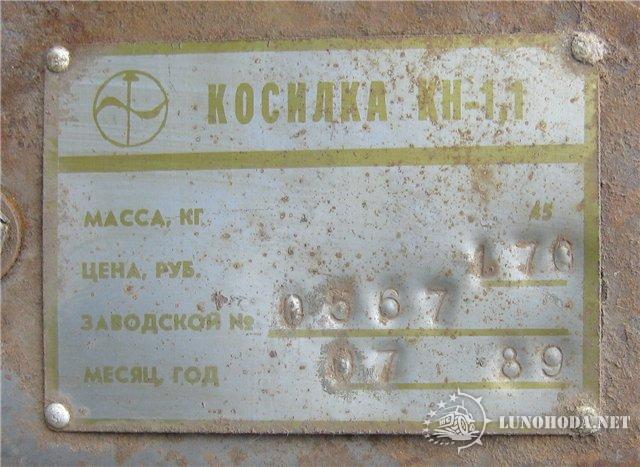 КОСИЛКА КН-1,1
МАССА, КГ 45
ЦЕНА, РУБ. 170
ЗАВОДСКОЙ № 0567
МЕСЯЦ, ГОД 07 89
LUNOHODA.NET